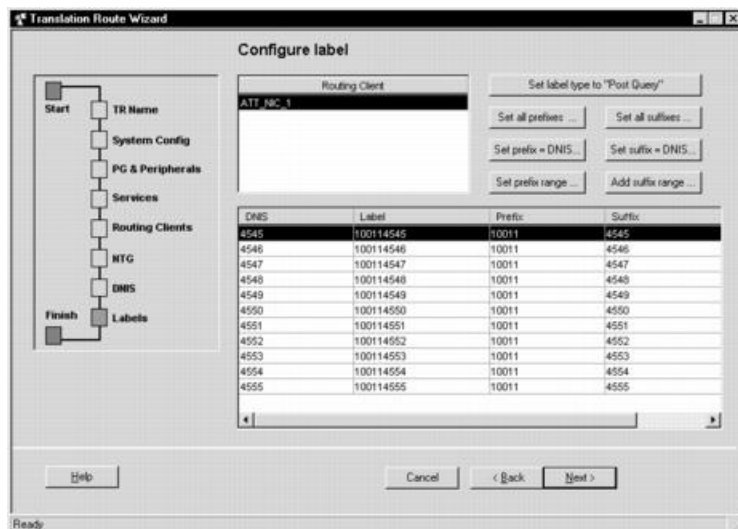 Translation Route Wizard
Configure label
Start
TR Name
System Config
PG & Peripherals
Services
Routing Clients
NTG
DNIS
Finish
Labels
Routing Client
ATT_NIC_1
Set label type to "Post Query"
Set all prefixes ...
Set all suffixes ...
Set prefix = DNIS...
Set suffix = DNIS...
Set prefix range ...
Add suffix range ...
DNIS Label Prefix Suffix
4545 100114545 10011 4545
4546 100114546 10011 4546
4547 100114547 10011 4547
4548 100114548 10011 4548
4549 100114549 10011 4549
4550 100114550 10011 4550
4551 100114551 10011 4551
4552 100114552 10011 4552
4553 100114553 10011 4553
4554 100114554 10011 4554
4555 100114555 10011 4555
Help
Cancel
< Back
Next >
Ready